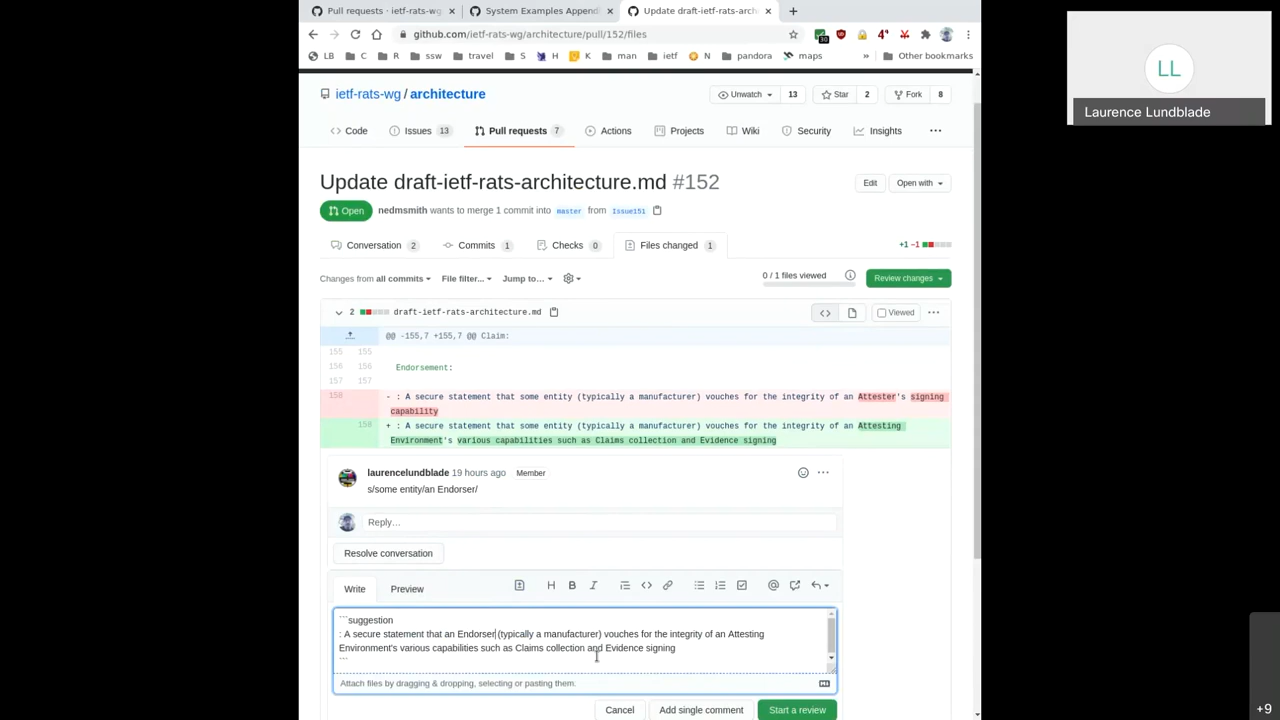 Pull requests · ietf-rats-wg
System Examples Append
Update draft-ietf-rats-arch
github.com/ietf-rats-wg/architecture/pull/152/files
LB C R ssw travel S H K man ietf N pandora maps » Other bookmarks
ietf-rats-wg / architecture
Unwatch 13 Star 2 Fork 8
Code Issues 13 Pull requests 7 Actions Projects Wiki Security Insights
Update draft-ietf-rats-architecture.md #152
Edit Open with
Open nedmsmith wants to merge 1 commit into master from Issue151
Conversation 2 Commits 1 Checks 0 Files changed 1 +1 −1
Changes from all commits File filter... Jump to... 0 / 1 files viewed Review changes
2 draft-ietf-rats-architecture.md Viewed
@@ -155,7 +155,7 @@ Claim:
155 155
156 156 Endorsement:
157 157
158 - : A secure statement that some entity (typically a manufacturer) vouches for the integrity of an Attester's signing
capability
158 + : A secure statement that some entity (typically a manufacturer) vouches for the integrity of an Attesting
Environment's various capabilities such as Claims collection and Evidence signing
laurencelundblade 19 hours ago Member
s/some entity/an Endorser/
Reply…
Resolve conversation
Write Preview
```suggestion
: A secure statement that an Endorser (typically a manufacturer) vouches for the integrity of an Attesting
Environment's various capabilities such as Claims collection and Evidence signing
```
Attach files by dragging & dropping, selecting or pasting them.
Cancel Add single comment Start a review
LL
Laurence Lundblade
+9